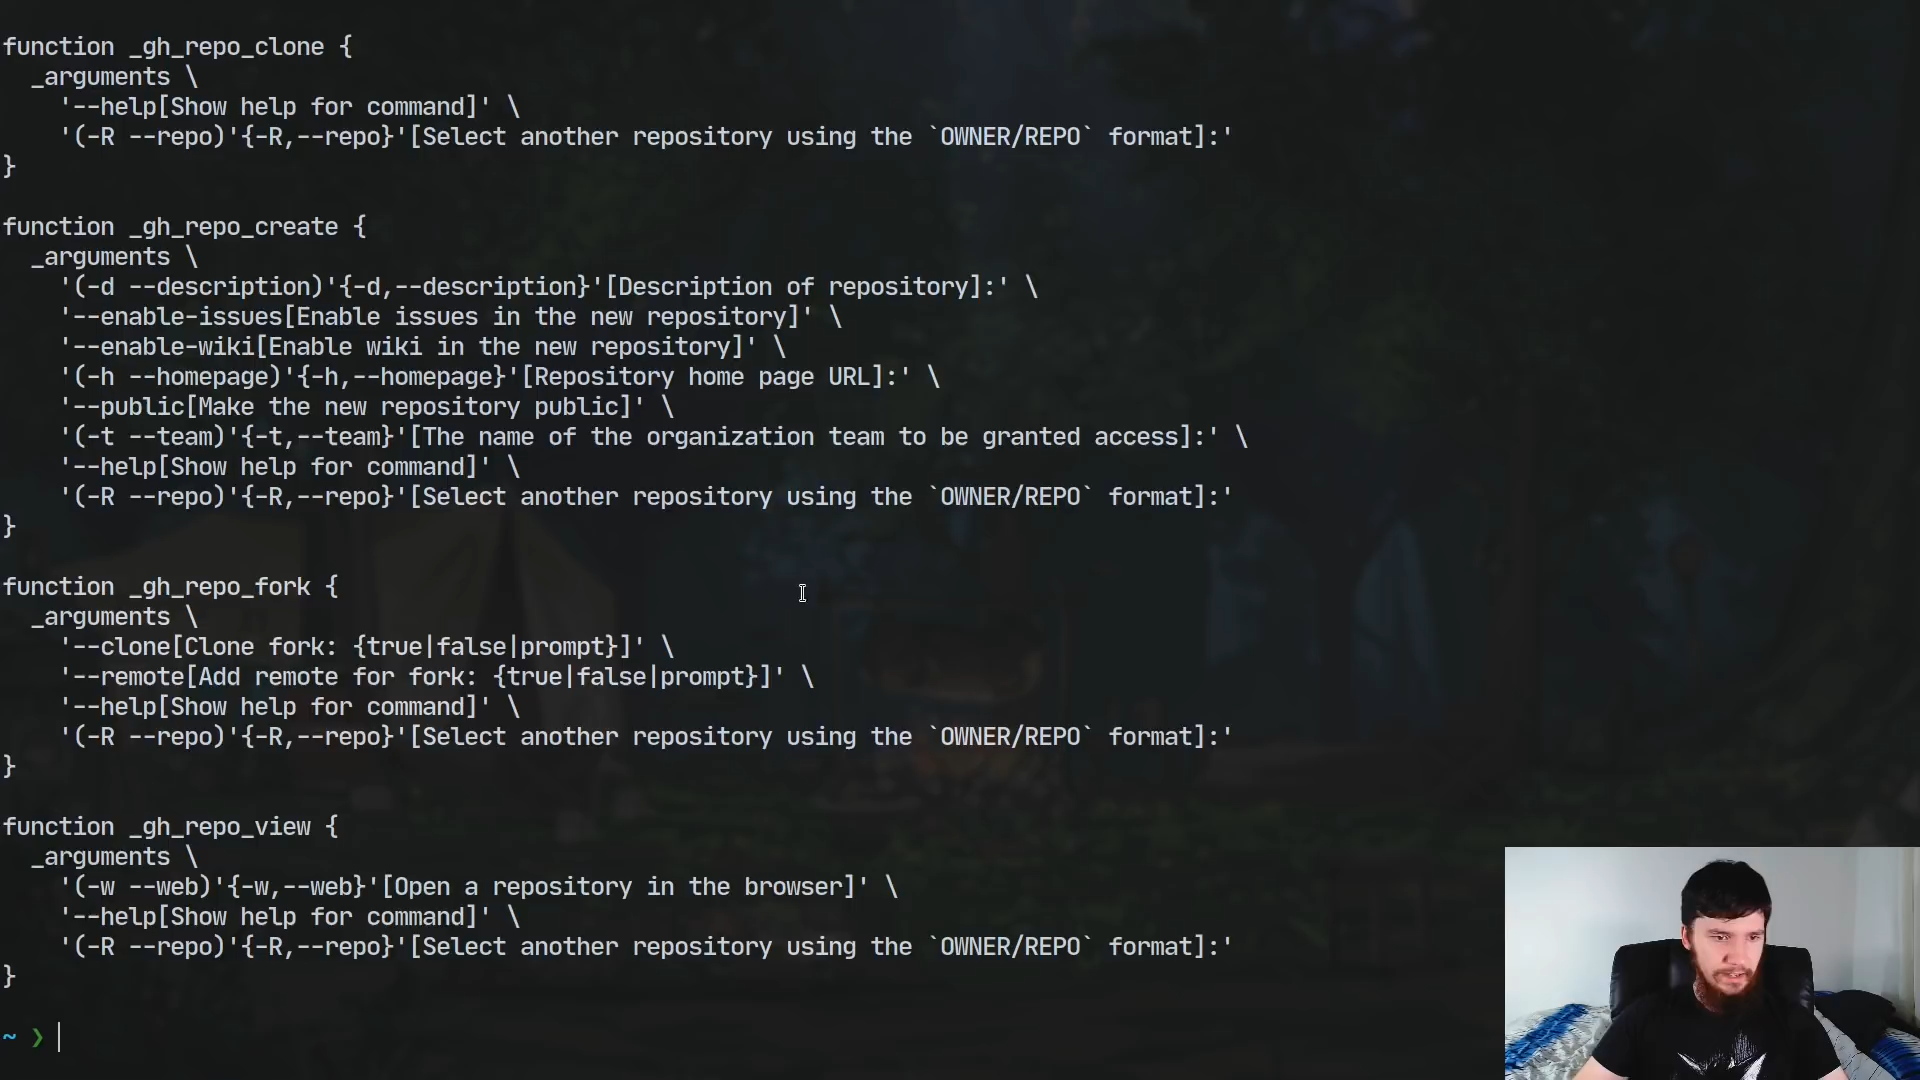 function _gh_repo_clone {
  _arguments \
    '--help[Show help for command]' \
    '(-R --repo)'{-R,--repo}'[Select another repository using the `OWNER/REPO` format]:'
}
function _gh_repo_create {
  _arguments \
    '(-d --description)'{-d,--description}'[Description of repository]:' \
    '--enable-issues[Enable issues in the new repository]' \
    '--enable-wiki[Enable wiki in the new repository]' \
    '(-h --homepage)'{-h,--homepage}'[Repository home page URL]:' \
    '--public[Make the new repository public]' \
    '(-t --team)'{-t,--team}'[The name of the organization team to be granted access]:' \
    '--help[Show help for command]' \
    '(-R --repo)'{-R,--repo}'[Select another repository using the `OWNER/REPO` format]:'
}
function _gh_repo_fork {
  _arguments \
    '--clone[Clone fork: {true|false|prompt}]' \
    '--remote[Add remote for fork: {true|false|prompt}]' \
    '--help[Show help for command]' \
    '(-R --repo)'{-R,--repo}'[Select another repository using the `OWNER/REPO` format]:'
}
function _gh_repo_view {
  _arguments \
    '(-w --web)'{-w,--web}'[Open a repository in the browser]' \
    '--help[Show help for command]' \
    '(-R --repo)'{-R,--repo}'[Select another repository using the `OWNER/REPO` format]:'
}
~ ❯